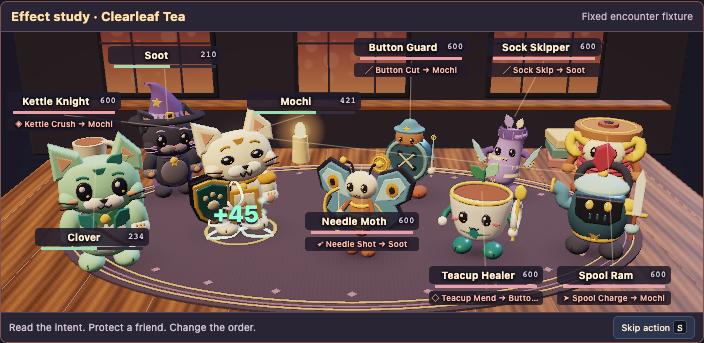 Effect study · Clearleaf Tea
Fixed encounter fixture
Soot 210
Button Guard 600
Button Cut → Mochi
Sock Skipper 600
Sock Skip → Soot
Kettle Knight 600
Kettle Crush → Mochi
Mochi 421
+45
Clover 234
Needle Moth 600
Needle Shot → Soot
Teacup Healer 600
Teacup Mend → Butto...
Spool Ram 600
Spool Charge → Mochi
Read the intent. Protect a friend. Change the order.
Skip action S